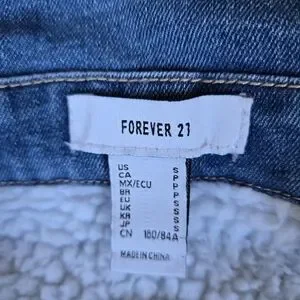 FOREVER 21
US S
CA S
MX/ECU P
BR P
EU P
UK S
KR S
JP S
CN 160/84A
MADE IN CHINA